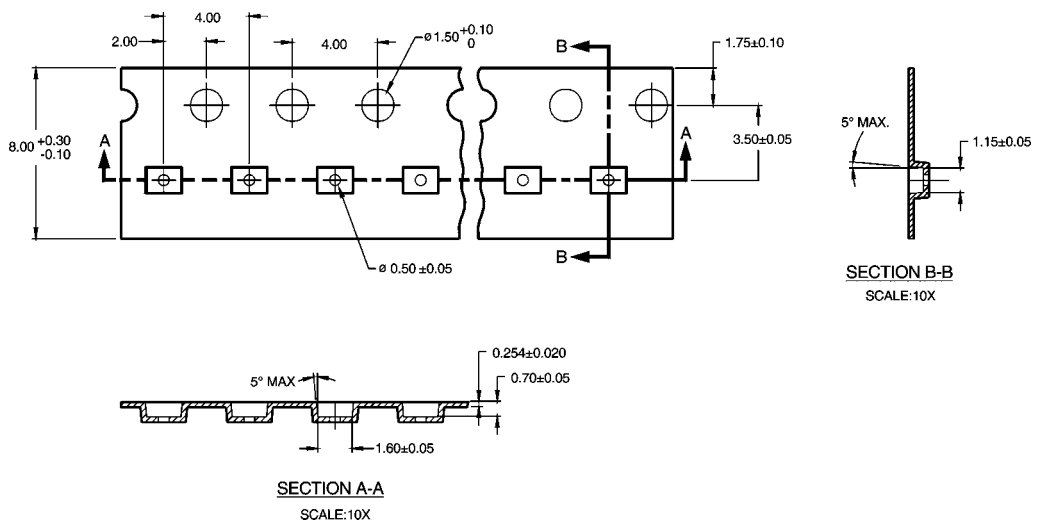 4.00
2.00
4.00
ø1.50 +0.10 0
B
1.75±0.10
8.00 +0.30 -0.10
A
A
3.50±0.05
5° MAX.
1.15±0.05
B
ø 0.50 ±0.05
SECTION B-B
SCALE:10X
5° MAX
0.254±0.020
0.70±0.05
1.60±0.05
SECTION A-A
SCALE:10X